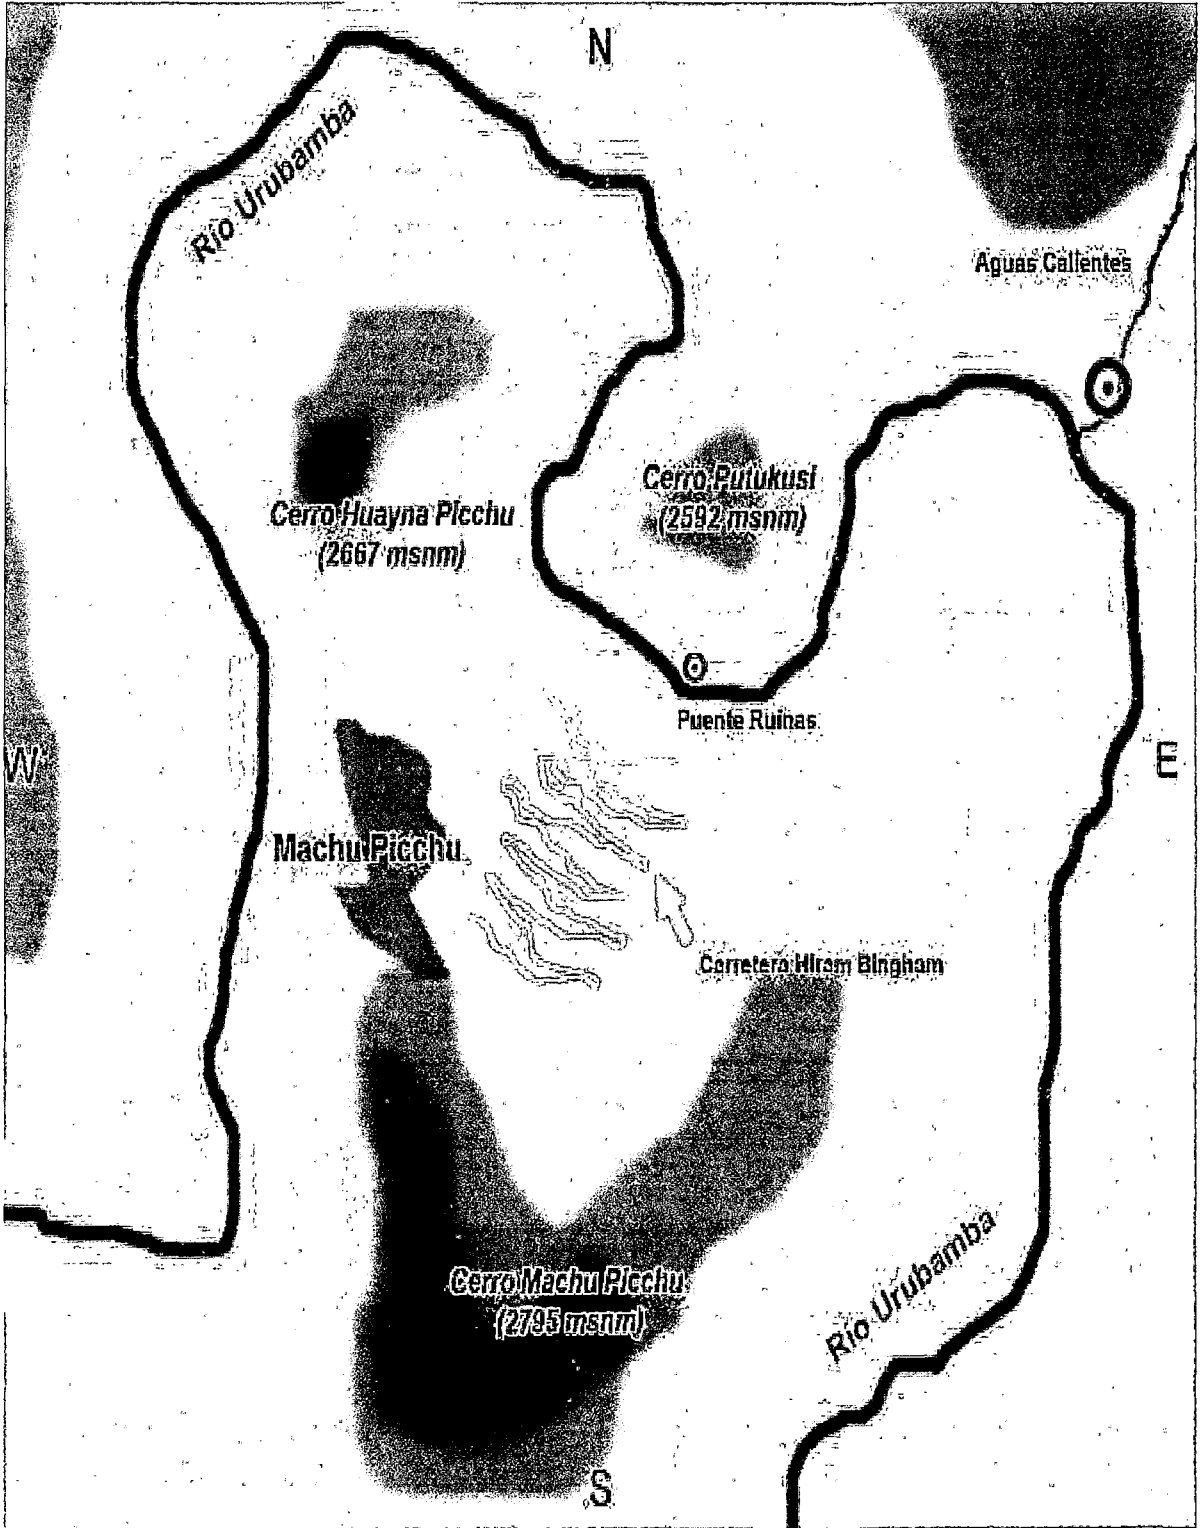 N
Río Urubamba
Aguas Calientes
Cerro Putukusi
(2592 msnm)
Cerro Huayna Picchu
(2667 msnm)
Puente Ruinas
W
E
Machu Picchu
Carretera Hiram Bingham
Cerro Machu Picchu
(2795 msnm)
Río Urubamba
S